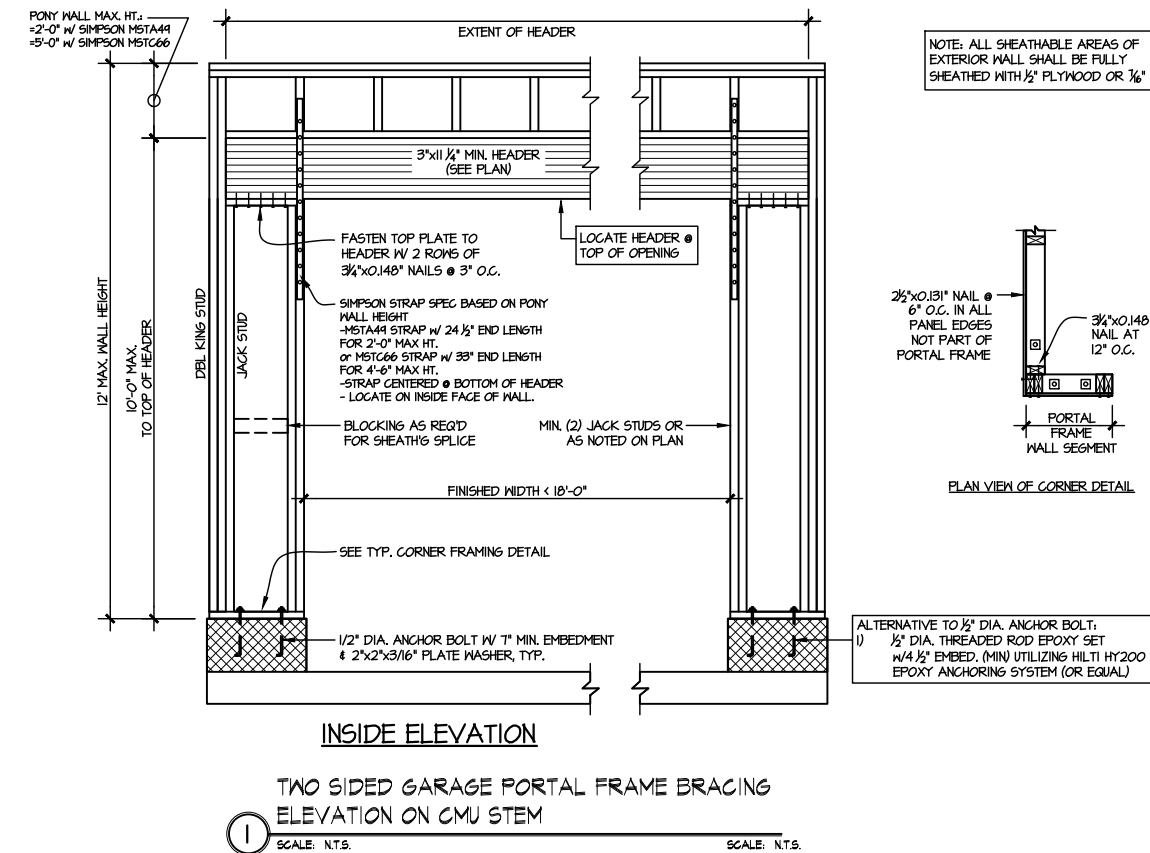 PONY WALL MAX. HT.:
=2'-0" W/ SIMPSON MSTA49
=5'-0" W/ SIMPSON MSTC66
EXTENT OF HEADER
NOTE: ALL SHEATHABLE AREAS OF
EXTERIOR WALL SHALL BE FULLY
SHEATHED WITH ½" PLYWOOD OR 7/16"
3"x11 ¼" MIN. HEADER
(SEE PLAN)
FASTEN TOP PLATE TO
HEADER W/ 2 ROWS OF
3¼"x0.148" NAILS @ 3" O.C.
LOCATE HEADER @
TOP OF OPENING
SIMPSON STRAP SPEC BASED ON PONY
WALL HEIGHT
-MSTA49 STRAP W/ 24 ½" END LENGTH
FOR 2'-0" MAX HT.
or MSTC66 STRAP W/ 33" END LENGTH
FOR 4'-6" MAX HT.
-STRAP CENTERED @ BOTTOM OF HEADER
- LOCATE ON INSIDE FACE OF WALL.
12' MAX. WALL HEIGHT
10'-0" MAX.
TO TOP OF HEADER
DBL KING STUD
JACK STUD
BLOCKING AS REQ'D
FOR SHEATH'G SPLICE
MIN. (2) JACK STUDS OR
AS NOTED ON PLAN
2½"x0.131" NAIL @
6" O.C. IN ALL
PANEL EDGES
NOT PART OF
PORTAL FRAME
3¼"x0.148
NAIL AT
12" O.C.
PORTAL
FRAME
WALL SEGMENT
PLAN VIEW OF CORNER DETAIL
FINISHED WIDTH < 18'-0"
SEE TYP. CORNER FRAMING DETAIL
1/2" DIA. ANCHOR BOLT W/ 7" MIN. EMBEDMENT
& 2"x2"x3/16" PLATE WASHER, TYP.
ALTERNATIVE TO ½" DIA. ANCHOR BOLT:
1) ½" DIA. THREADED ROD EPOXY SET
W/4 ½" EMBED. (MIN) UTILIZING HILTI HY200
EPOXY ANCHORING SYSTEM (OR EQUAL)
INSIDE ELEVATION
TWO SIDED GARAGE PORTAL FRAME BRACING
ELEVATION ON CMU STEM
1
SCALE: N.T.S. SCALE: N.T.S.